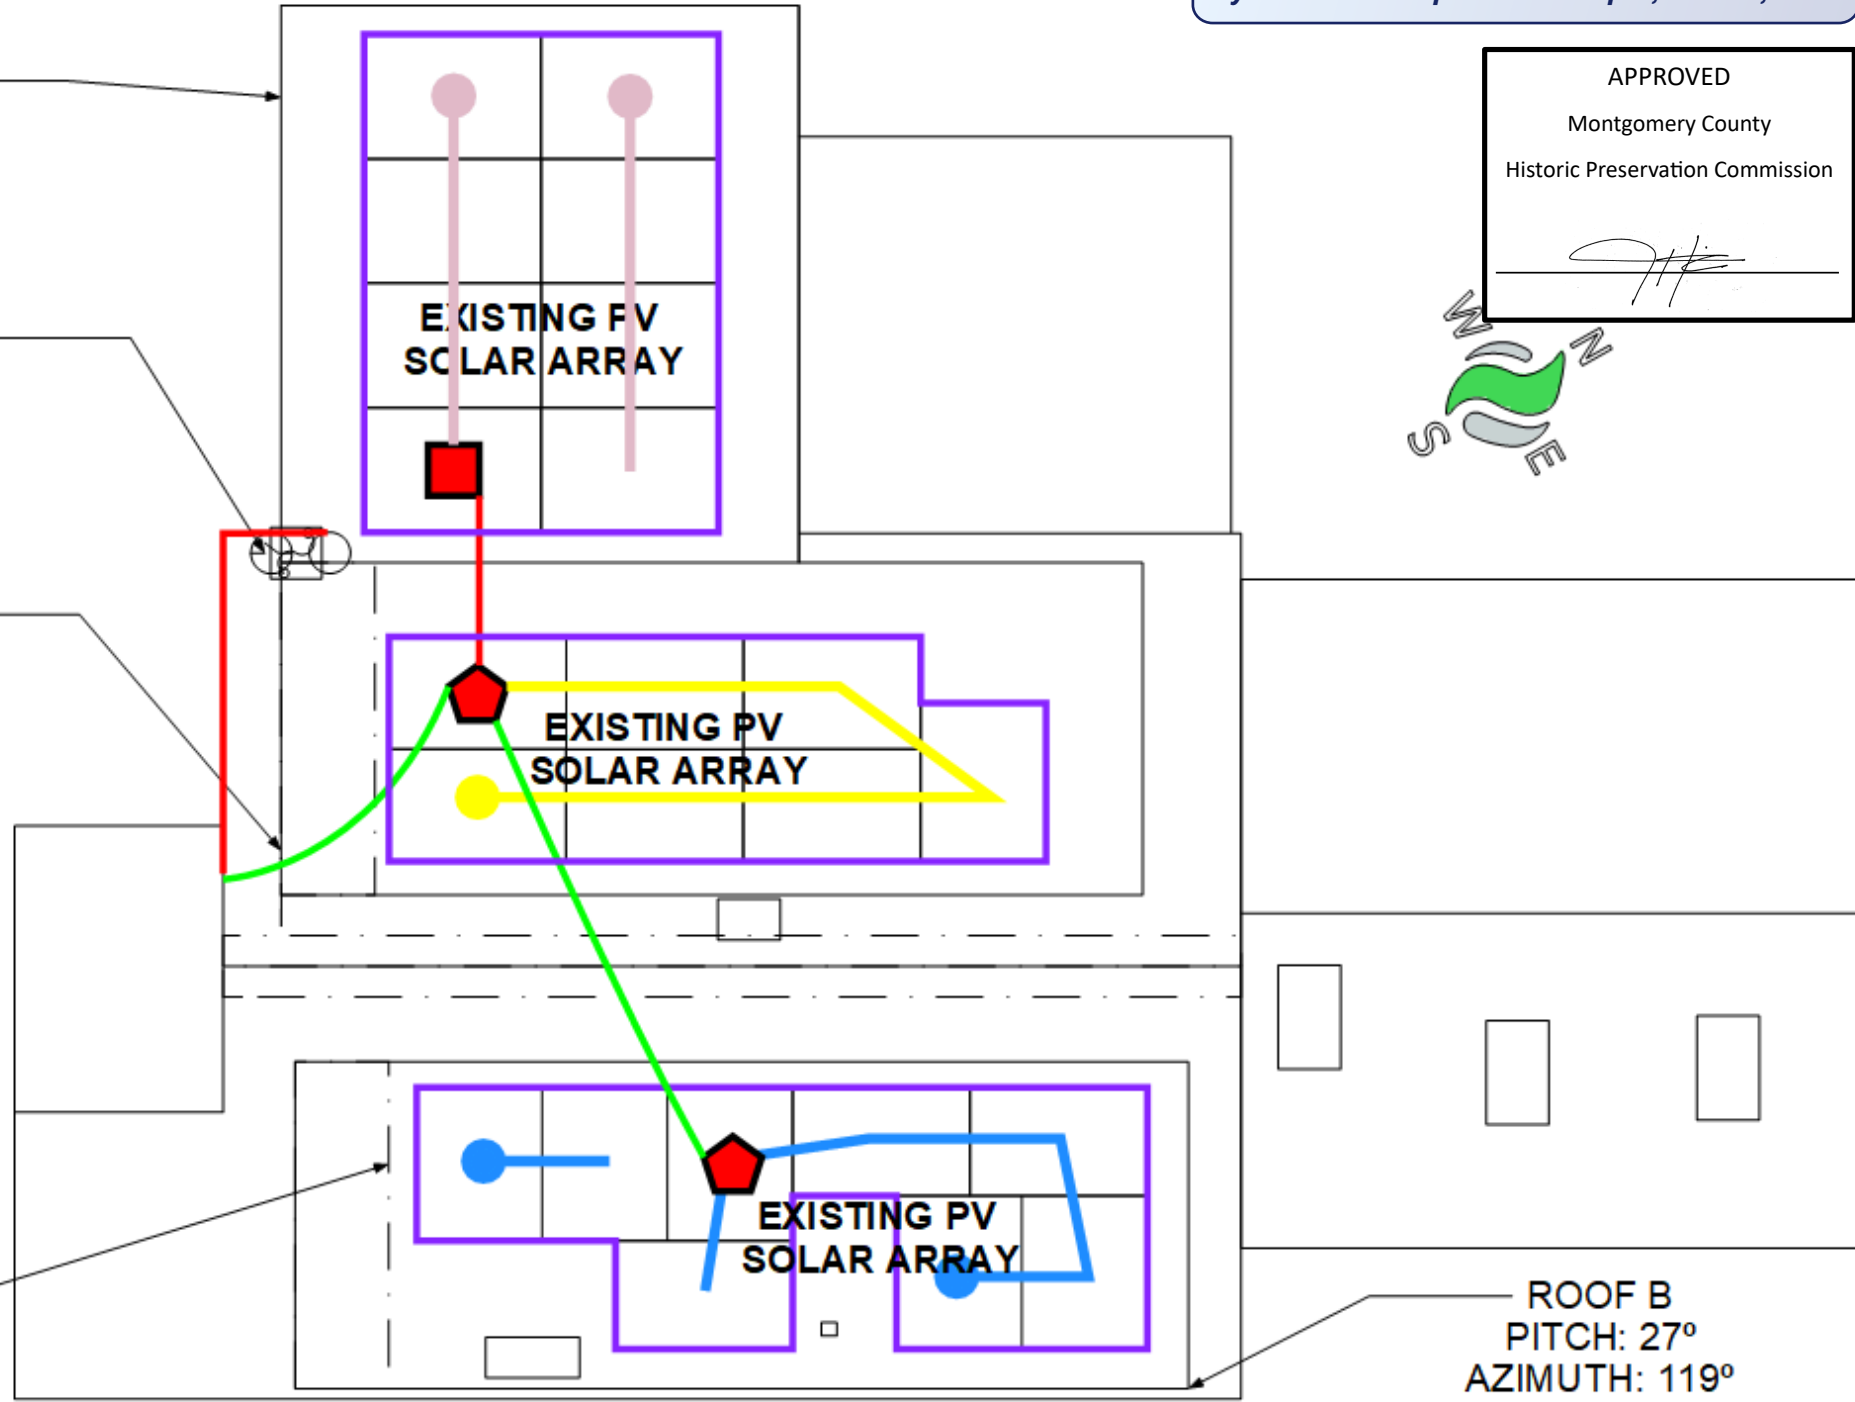 APPROVED
Montgomery County
Historic Preservation Commission
W
N
S
E
EXISTING PV
SOLAR ARRAY
EXISTING PV
SOLAR ARRAY
EXISTING PV
SOLAR ARRAY
ROOF B
PITCH: 27º
AZIMUTH: 119º